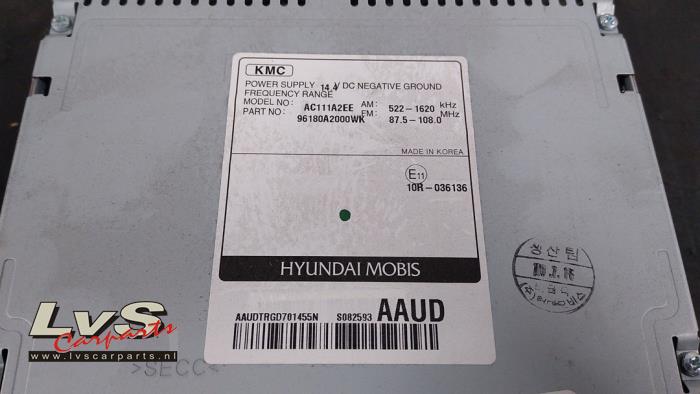 KMC
POWER SUPPLY 14.4V DC NEGATIVE GROUND
FREQUENCY RANGE
MODEL NO: AC111A2EE AM: 522-1620 kHz
PART NO: 96180A2000WK FM: 87.5-108.0 MHz
MADE IN KOREA
E11
10R-036136
HYUNDAI MOBIS
AAUDTRGD701455N S082593 AAUD
LvS
Carparts
www.lvscarparts.nl
>SECC<